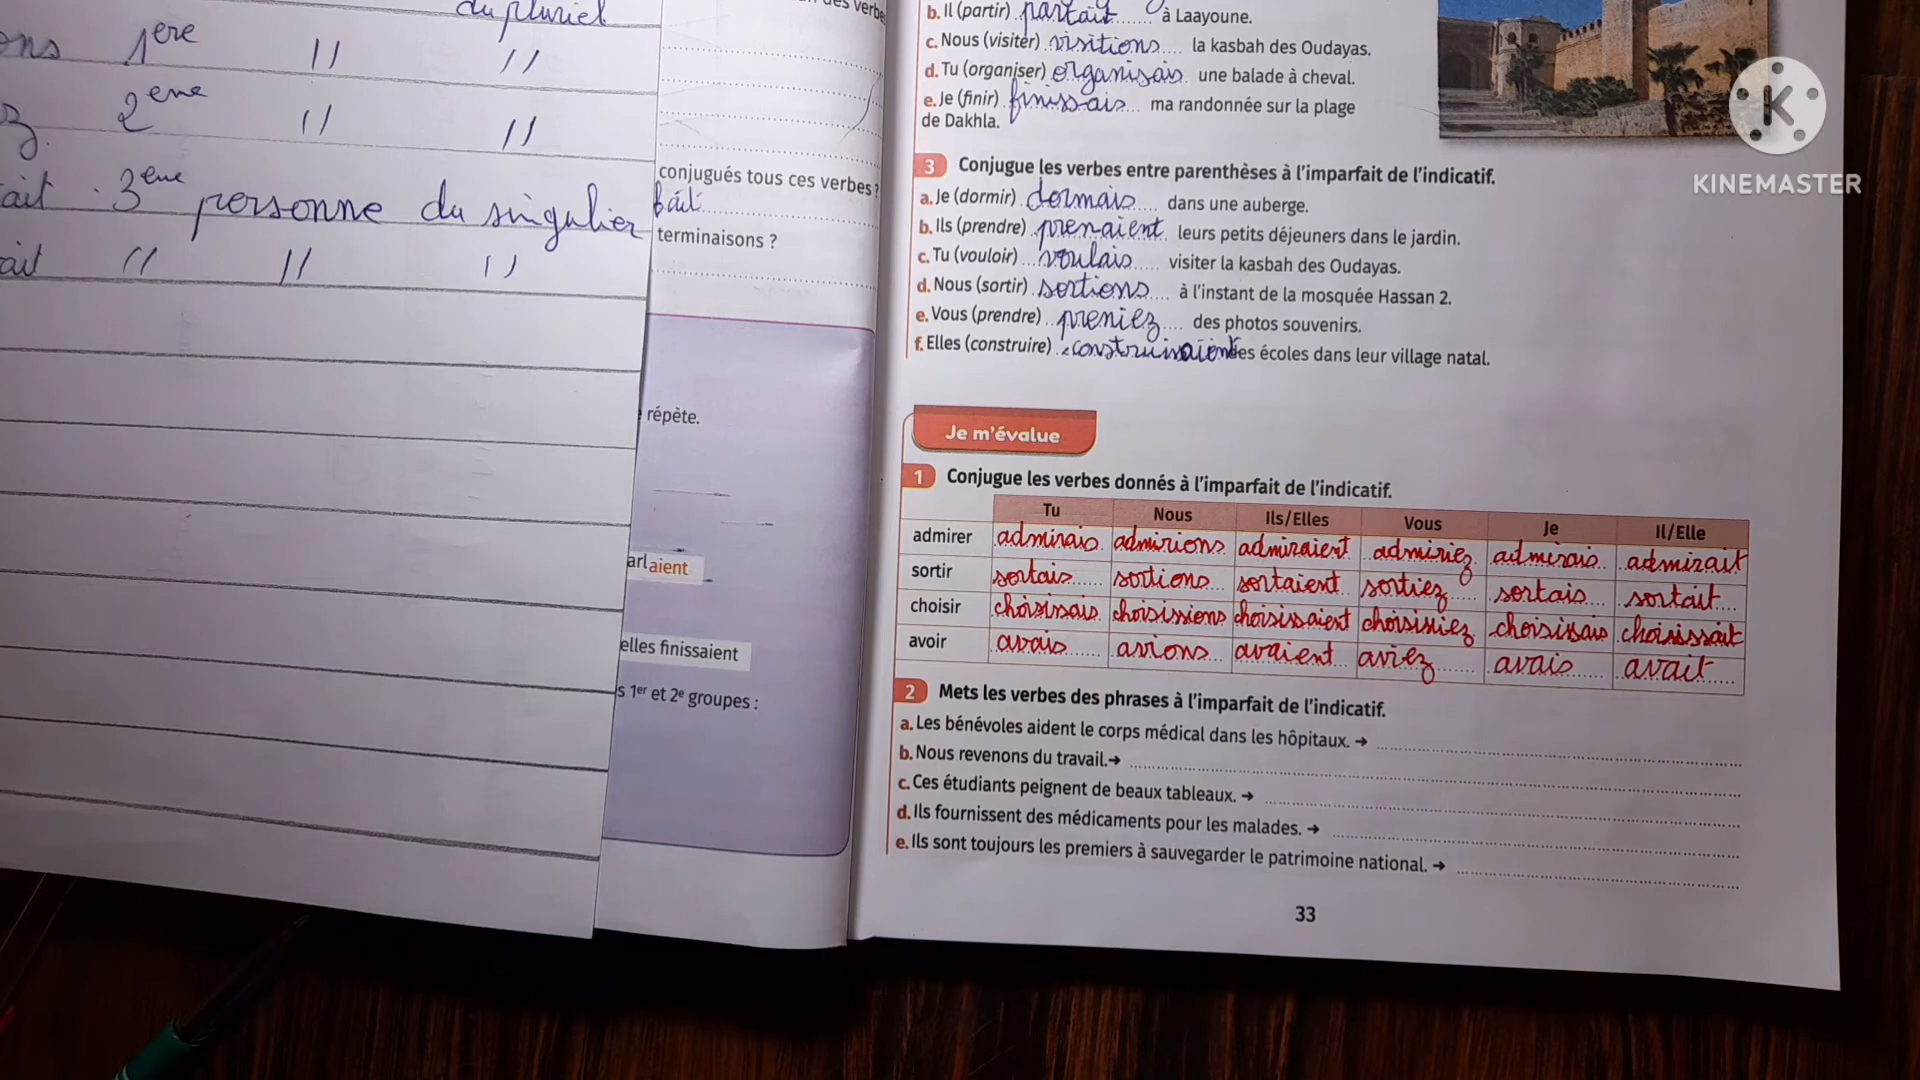 du pluriel
ons 1ere // //
z 2eme // //
ait . 3eme personne du singulier
ait // // //
des verbes
conjugués tous ces verbes ?
bait
terminaisons ?
répète.
arlaient
elles finissaient
s 1er et 2e groupes :
b. Il (partir) partait à Laayoune.
c. Nous (visiter) visitions la kasbah des Oudayas.
d. Tu (organiser) organisais une balade à cheval.
e. Je (finir) finissais ma randonnée sur la plage
de Dakhla.
3 Conjugue les verbes entre parenthèses à l'imparfait de l'indicatif.
a. Je (dormir) dormais dans une auberge.
b. Ils (prendre) prenaient leurs petits déjeuners dans le jardin.
c. Tu (vouloir) voulais visiter la kasbah des Oudayas.
d. Nous (sortir) sortions à l'instant de la mosquée Hassan 2.
e. Vous (prendre) preniez des photos souvenirs.
f. Elles (construire) construisaient des écoles dans leur village natal.
Je m'évalue
1 Conjugue les verbes donnés à l'imparfait de l'indicatif.
Tu Nous Ils/Elles Vous Je Il/Elle
admirer admirais admirions admiraient admiriez admirais admirait
sortir sortais sortions sortaient sortiez sortais sortait
choisir choisissais choisissions choisissaient choisissiez choisissais choisissait
avoir avais avions avaient aviez avais avait
2 Mets les verbes des phrases à l'imparfait de l'indicatif.
a. Les bénévoles aident le corps médical dans les hôpitaux. →
b. Nous revenons du travail. →
c. Ces étudiants peignent de beaux tableaux. →
d. Ils fournissent des médicaments pour les malades. →
e. Ils sont toujours les premiers à sauvegarder le patrimoine national. →
33
K
KINEMASTER